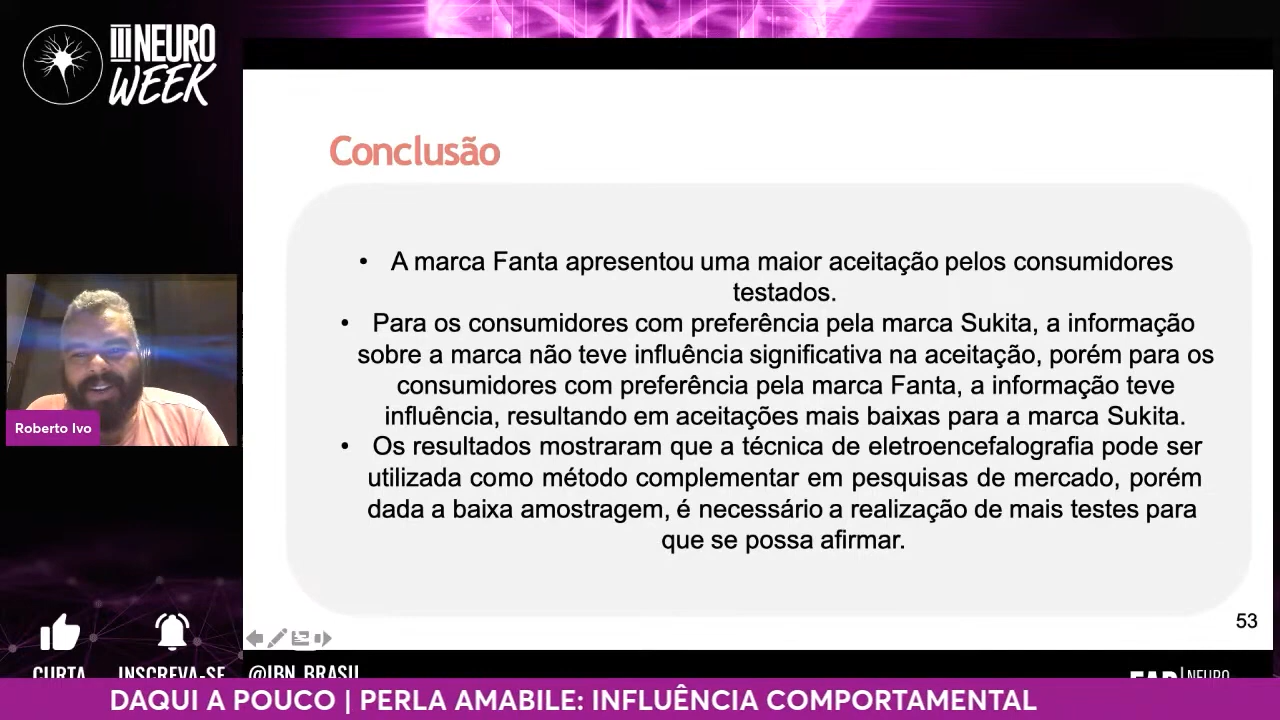 III NEURO
WEEK
Conclusão
• A marca Fanta apresentou uma maior aceitação pelos consumidores
testados.
• Para os consumidores com preferência pela marca Sukita, a informação
sobre a marca não teve influência significativa na aceitação, porém para os
consumidores com preferência pela marca Fanta, a informação teve
influência, resultando em aceitações mais baixas para a marca Sukita.
• Os resultados mostraram que a técnica de eletroencefalografia pode ser
utilizada como método complementar em pesquisas de mercado, porém
dada a baixa amostragem, é necessário a realização de mais testes para
que se possa afirmar.
53
Roberto Ivo
CURTA
INSCREVA-SE
@IBN_BRASIL
NEURO
DAQUI A POUCO | PERLA AMABILE: INFLUÊNCIA COMPORTAMENTAL